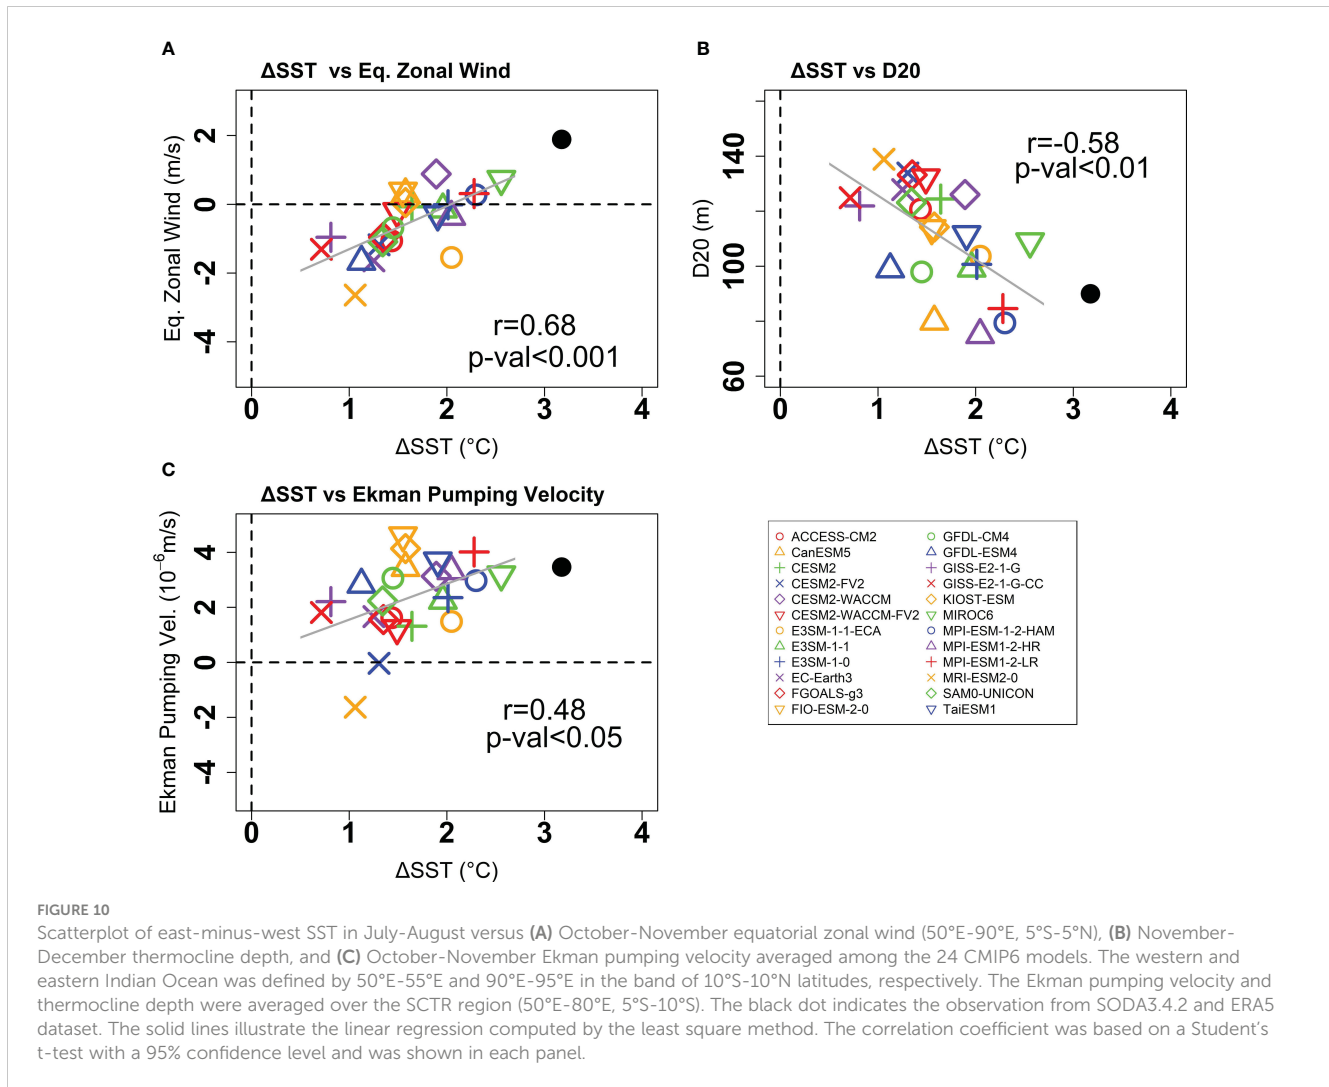 A
ΔSST vs Eq. Zonal Wind
Eq. Zonal Wind (m/s)
2
0
-2
-4
r=0.68
p-val<0.001
0 1 2 3 4
ΔSST (°C)
B
ΔSST vs D20
D20 (m)
140
100
60
r=-0.58
p-val<0.01
0 1 2 3 4
ΔSST (°C)
C
ΔSST vs Ekman Pumping Velocity
Ekman Pumping Vel. (10⁻⁶m/s)
4
2
0
-2
-4
r=0.48
p-val<0.05
0 1 2 3 4
ΔSST (°C)
ACCESS-CM2
CanESM5
CESM2
CESM2-FV2
CESM2-WACCM
CESM2-WACCM-FV2
E3SM-1-1-ECA
E3SM-1-1
E3SM-1-0
EC-Earth3
FGOALS-g3
FIO-ESM-2-0
GFDL-CM4
GFDL-ESM4
GISS-E2-1-G
GISS-E2-1-G-CC
KIOST-ESM
MIROC6
MPI-ESM-1-2-HAM
MPI-ESM1-2-HR
MPI-ESM1-2-LR
MRI-ESM2-0
SAM0-UNICON
TaiESM1
FIGURE 10
Scatterplot of east-minus-west SST in July-August versus (A) October-November equatorial zonal wind (50°E-90°E, 5°S-5°N), (B) November-
December thermocline depth, and (C) October-November Ekman pumping velocity averaged among the 24 CMIP6 models. The western and
eastern Indian Ocean was defined by 50°E-55°E and 90°E-95°E in the band of 10°S-10°N latitudes, respectively. The Ekman pumping velocity and
thermocline depth were averaged over the SCTR region (50°E-80°E, 5°S-10°S). The black dot indicates the observation from SODA3.4.2 and ERA5
dataset. The solid lines illustrate the linear regression computed by the least square method. The correlation coefficient was based on a Student's
t-test with a 95% confidence level and was shown in each panel.